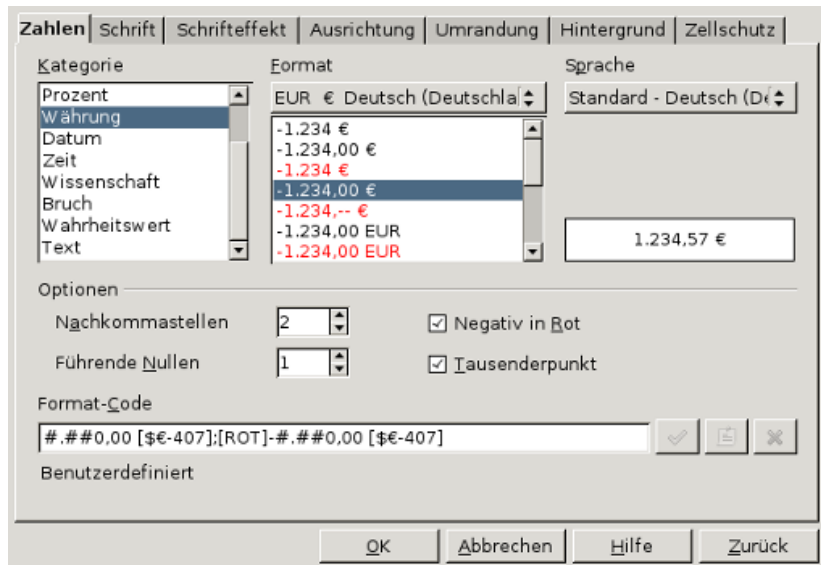 Zahlen Schrift Schrifteffekt Ausrichtung Umrandung Hintergrund Zellschutz
Kategorie
Prozent
Währung
Datum
Zeit
Wissenschaft
Bruch
Wahrheitswert
Text
Format
EUR € Deutsch (Deutschla
-1.234 €
-1.234,00 €
-1.234 €
-1.234,00 €
-1.234,-- €
-1.234,00 EUR
-1.234,00 EUR
Sprache
Standard - Deutsch (De
1.234,57 €
Optionen
Nachkommastellen 2
Negativ in Rot
Führende Nullen 1
Tausenderpunkt
Format-Code
#.##0,00 [$€-407];[ROT]-#.##0,00 [$€-407]
Benutzerdefiniert
OK Abbrechen Hilfe Zurück